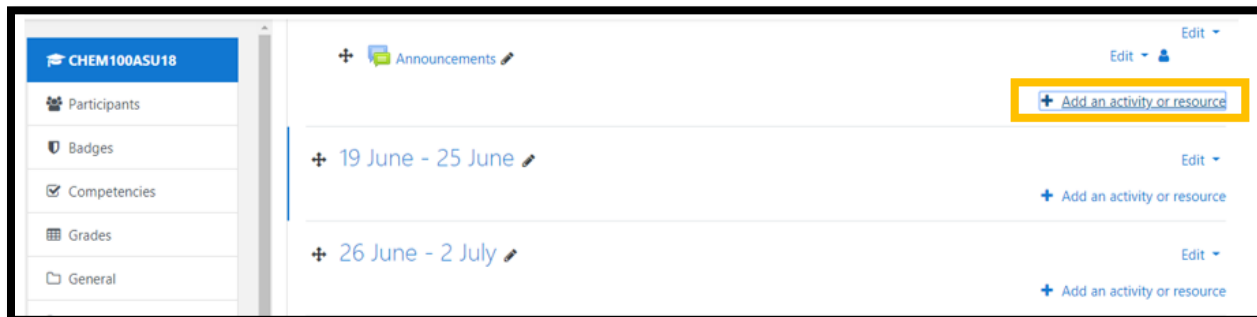 CHEM100ASU18
Participants
Badges
Competencies
Grades
General
Edit
Announcements
Edit
Add an activity or resource
19 June - 25 June
Edit
Add an activity or resource
26 June - 2 July
Edit
Add an activity or resource